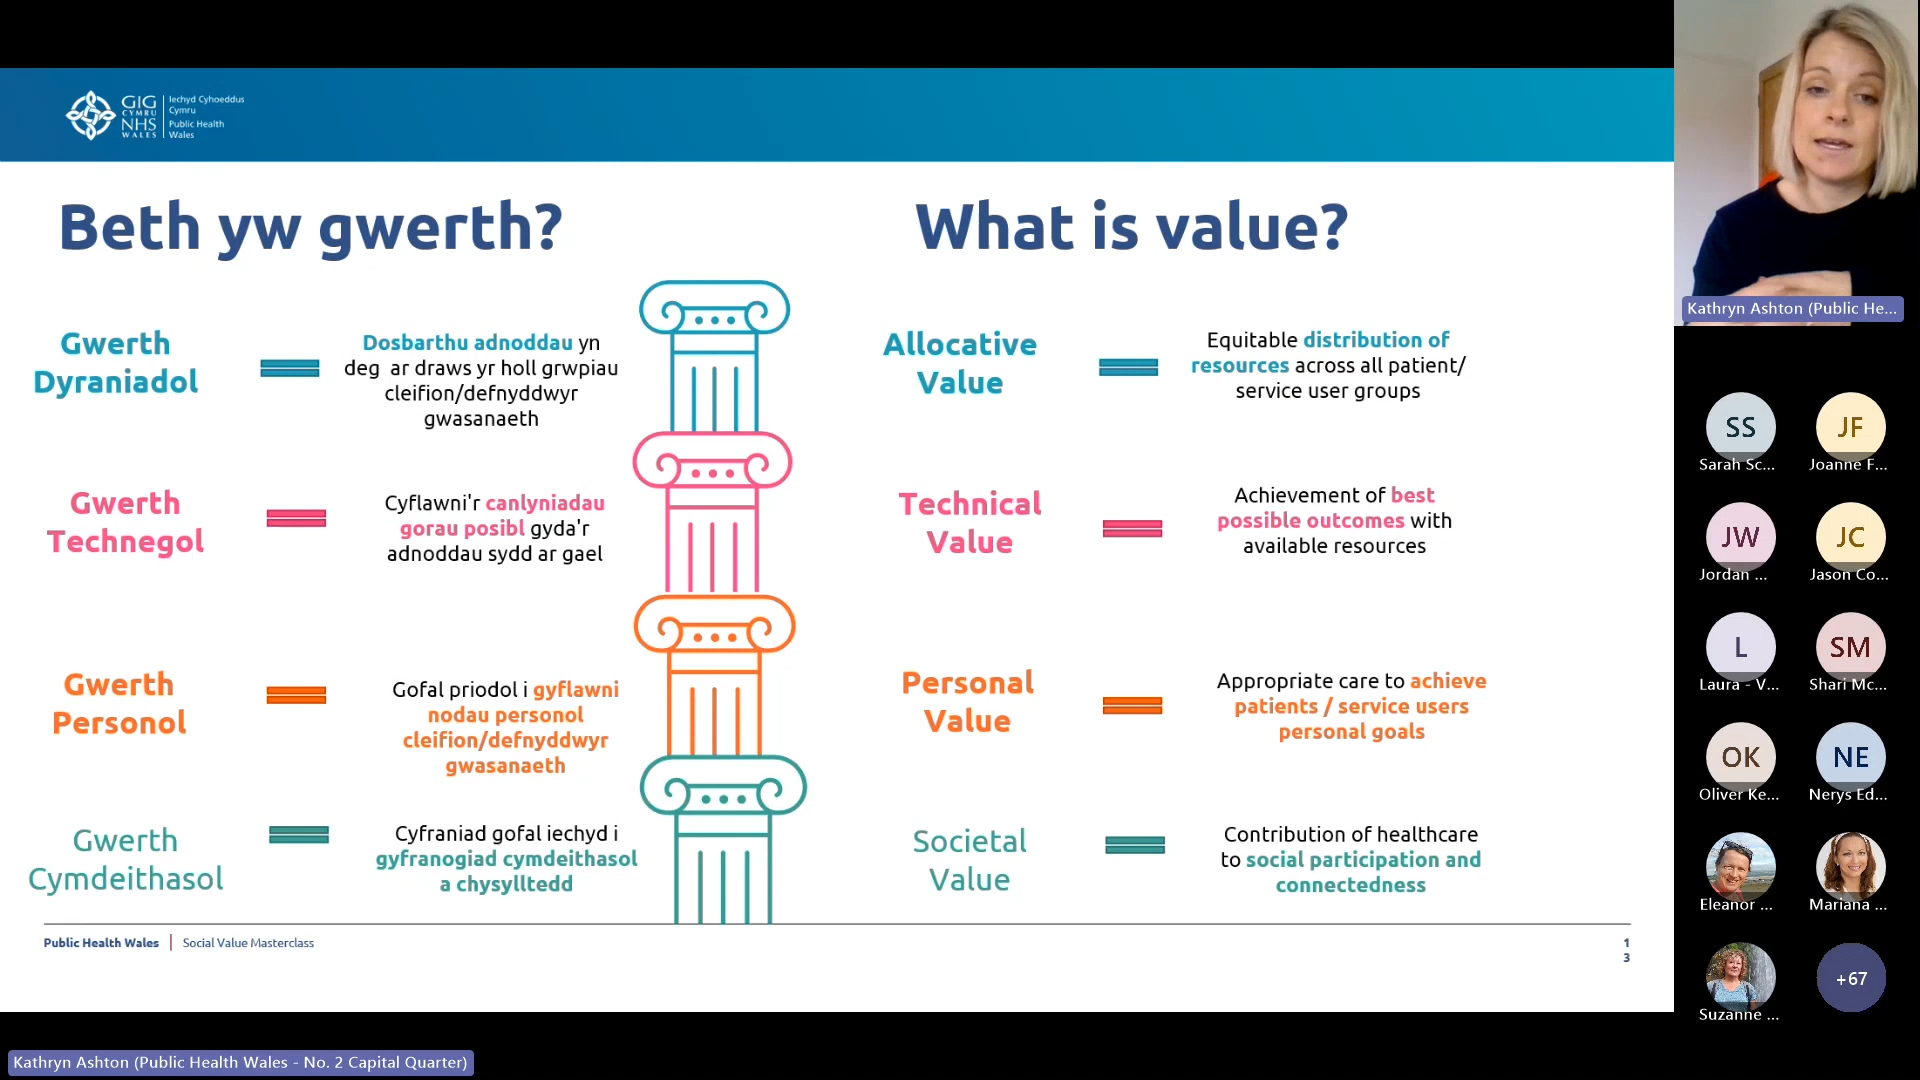 GIG
CYMRU
NHS
WALES
Iechyd Cyhoeddus
Cymru
Public Health
Wales
Beth yw gwerth?
What is value?
Gwerth
Dyraniadol
Dosbarthu adnoddau yn
deg ar draws yr holl grwpiau
cleifion/defnyddwyr
gwasanaeth
Allocative
Value
Equitable distribution of
resources across all patient/
service user groups
Gwerth
Technegol
Cyflawni'r canlyniadau
gorau posibl gyda'r
adnoddau sydd ar gael
Technical
Value
Achievement of best
possible outcomes with
available resources
Gwerth
Personol
Gofal priodol i gyflawni
nodau personol
cleifion/defnyddwyr
gwasanaeth
Personal
Value
Appropriate care to achieve
patients / service users
personal goals
Gwerth
Cymdeithasol
Cyfraniad gofal iechyd i
gyfranogiad cymdeithasol
a chysylltedd
Societal
Value
Contribution of healthcare
to social participation and
connectedness
Public Health Wales | Social Value Masterclass
1
3
Kathryn Ashton (Public He...
SS
Sarah Sc...
JF
Joanne F...
JW
Jordan ...
JC
Jason Co...
L
Laura - V...
SM
Shari Mc...
OK
Oliver Ke...
NE
Nerys Ed...
Eleanor ...
Mariana ...
Suzanne ...
+67
Kathryn Ashton (Public Health Wales - No. 2 Capital Quarter)